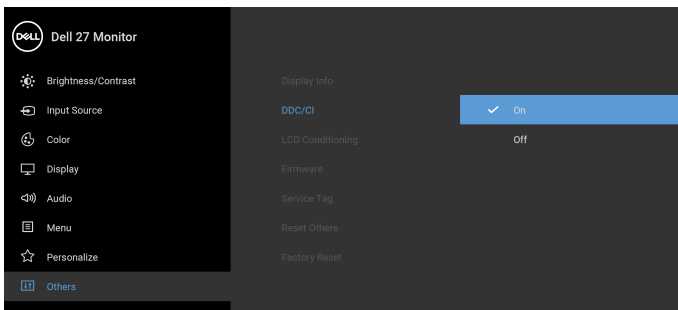 DELL Dell 27 Monitor
Brightness/Contrast
Display Info
Input Source
DDC/CI
On
Color
LCD Conditioning
Off
Display
Firmware
Audio
Service Tag
Menu
Reset Others
Personalize
Factory Reset
Others